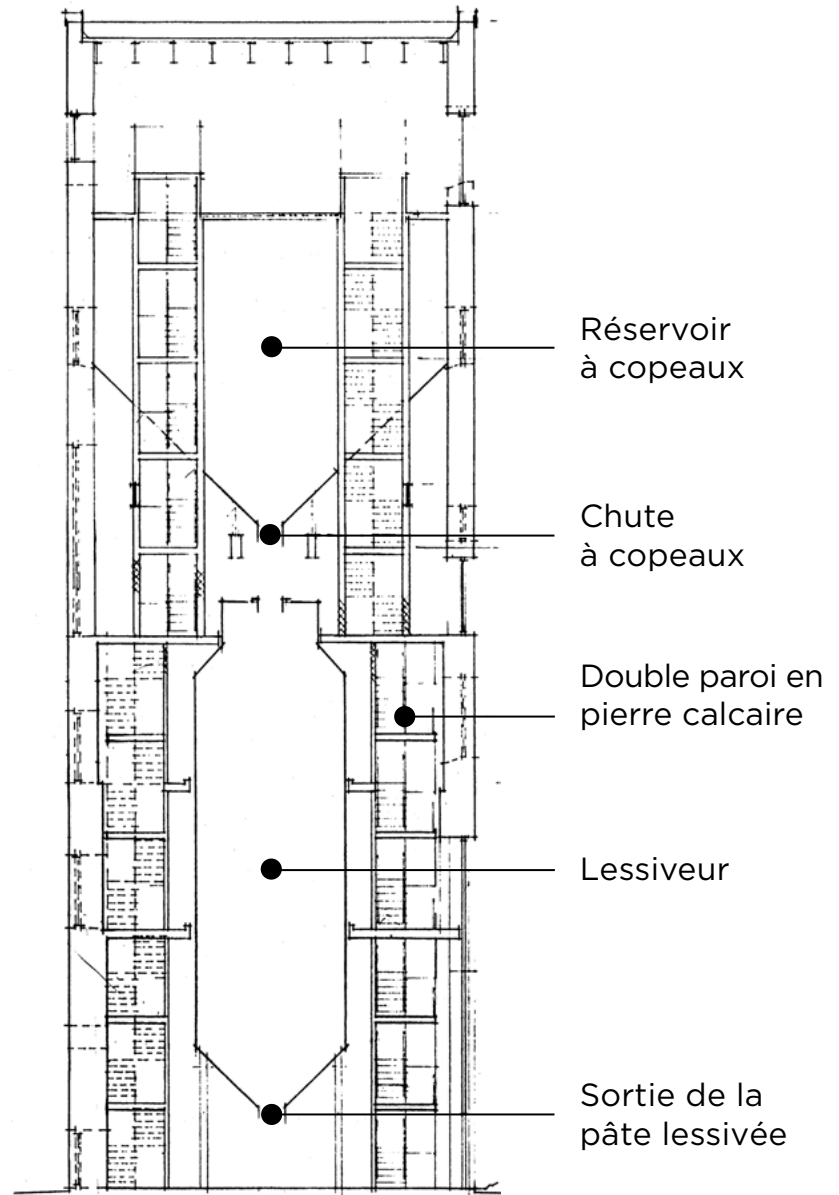 Réservoir
à copeaux
Chute
à copeaux
Double paroi en
pierre calcaire
Lessiveur
Sortie de la
pâte lessivée